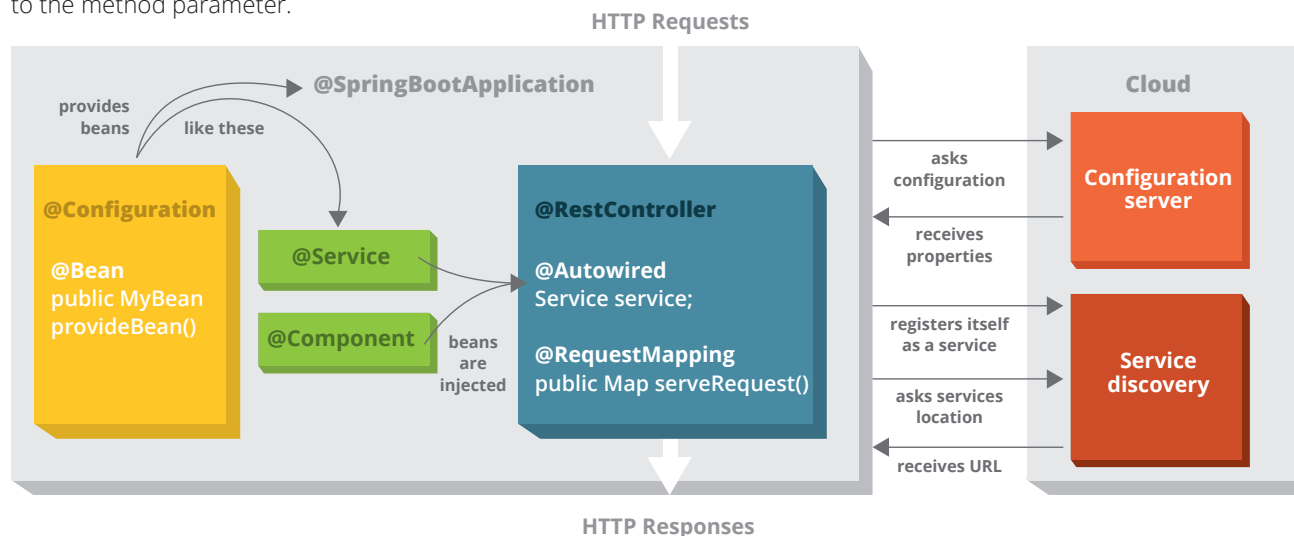 to the method parameter.
HTTP Requests
@SpringBootApplication
provides
beans
like these
@Configuration
@Bean
public MyBean
provideBean()
@Service
@Component
beans
are
injected
@RestController
@Autowired
Service service;
@RequestMapping
public Map serveRequest()
HTTP Responses
asks
configuration
receives
properties
registers itself
as a service
asks services
location
receives URL
Cloud
Configuration
server
Service
discovery